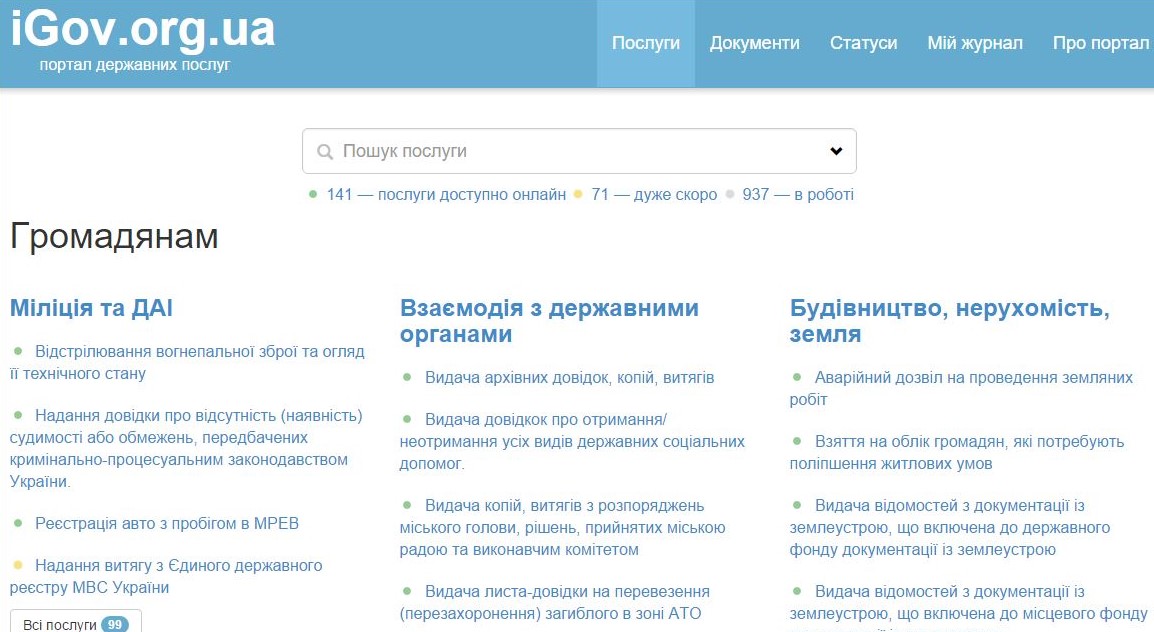 iGov.org.ua
портал державних послуг
Послуги
Документи
Статуси
Мій журнал
Про портал
Пошук послуги
141 — послуги доступно онлайн
71 — дуже скоро
937 — в роботі
Громадянам
Міліція та ДАІ
Відстрілювання вогнепальної зброї та огляд
її технічного стану
Надання довідки про відсутність (наявність)
судимості або обмежень, передбачених
кримінально-процесуальним законодавством
України.
Реєстрація авто з пробігом в МРЕВ
Надання витягу з Єдиного державного
реєстру МВС України
Всі послуги 99
Взаємодія з державними
органами
Видача архівних довідок, копій, витягів
Видача довідкок про отримання/
неотримання усіх видів державних соціальних
допомог.
Видача копій, витягів з розпоряджень
міського голови, рішень, прийнятих міською
радою та виконавчим комітетом
Видача листа-довідки на перевезення
(перезахоронення) загиблого в зоні АТО
Будівництво, нерухомість,
земля
Аварійний дозвіл на проведення земляних
робіт
Взяття на облік громадян, які потребують
поліпшення житлових умов
Видача відомостей з документації із
землеустрою, що включена до державного
фонду документації із землеустрою
Видача відомостей з документації із
землеустрою, що включена до місцевого фонду